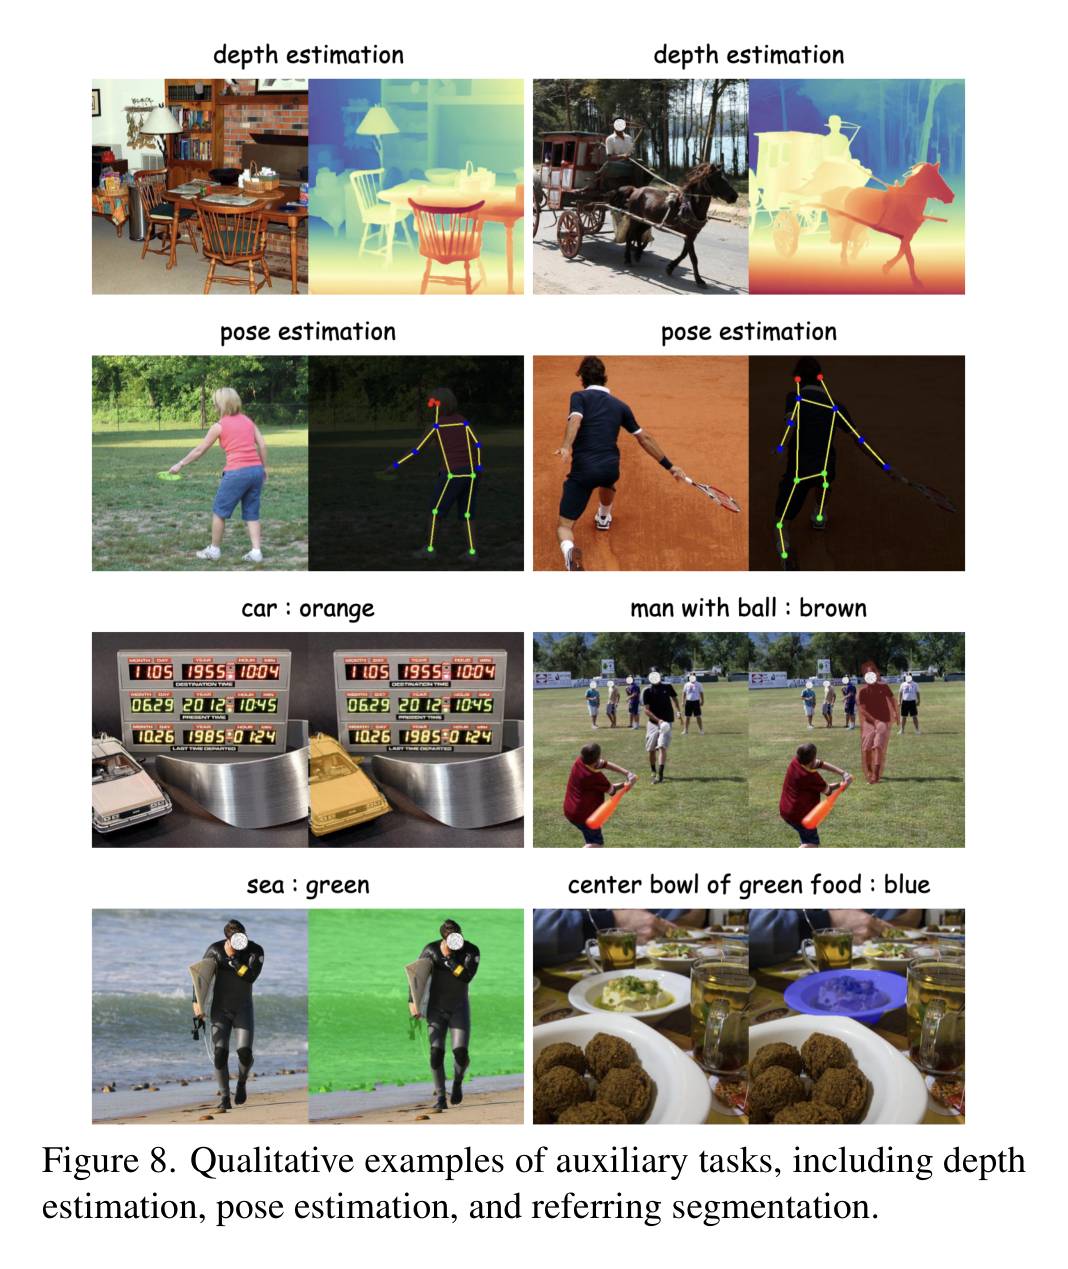 depth estimation
depth estimation
pose estimation
pose estimation
car : orange
man with ball : brown
MONTH DAY YEAR HOUR MIN
11.05 1955 10:04
DESTINATION TIME
06.29 2012 10:45
PRESENT TIME
10.26 1985 01:24
LAST TIME DEPARTED
MONTH DAY YEAR HOUR MIN
11.05 1955 10:04
DESTINATION TIME
06.29 2012 10:45
PRESENT TIME
10.26 1985 01:24
LAST TIME DEPARTED
sea : green
center bowl of green food : blue
Figure 8. Qualitative examples of auxiliary tasks, including depth
estimation, pose estimation, and referring segmentation.